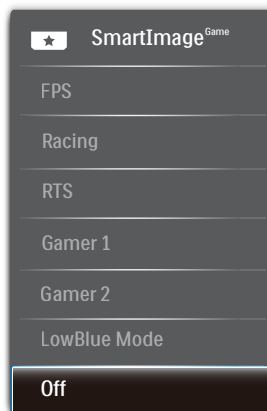 SmartImage Game
FPS
Racing
RTS
Gamer 1
Gamer 2
LowBlue Mode
Off